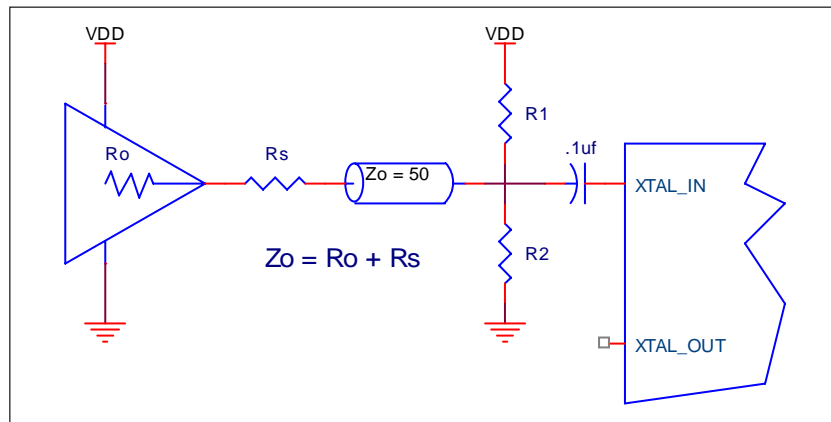 VDD
VDD
R1
.1uf
Ro
Rs
Zo = 50
XTAL_IN
R2
Zo = Ro + Rs
XTAL_OUT